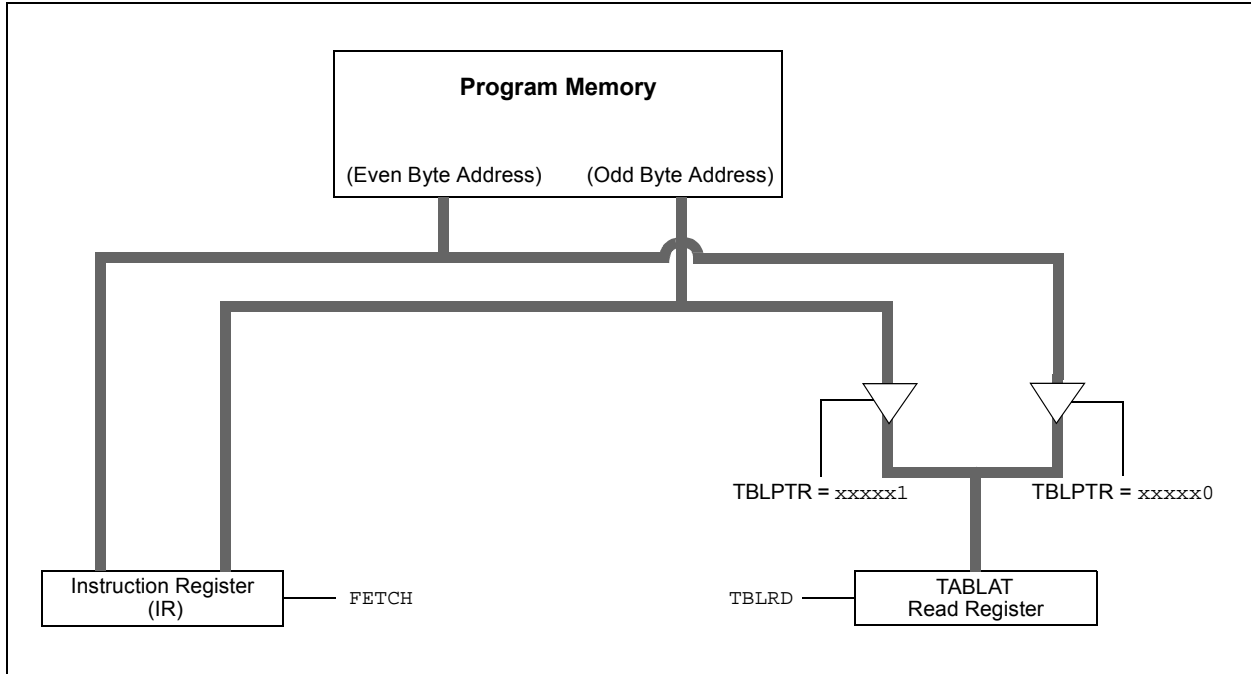 Program Memory
(Even Byte Address)
(Odd Byte Address)
TBLPTR = xxxxx1
TBLPTR = xxxxx0
Instruction Register
(IR)
FETCH
TBLRD
TABLAT
Read Register